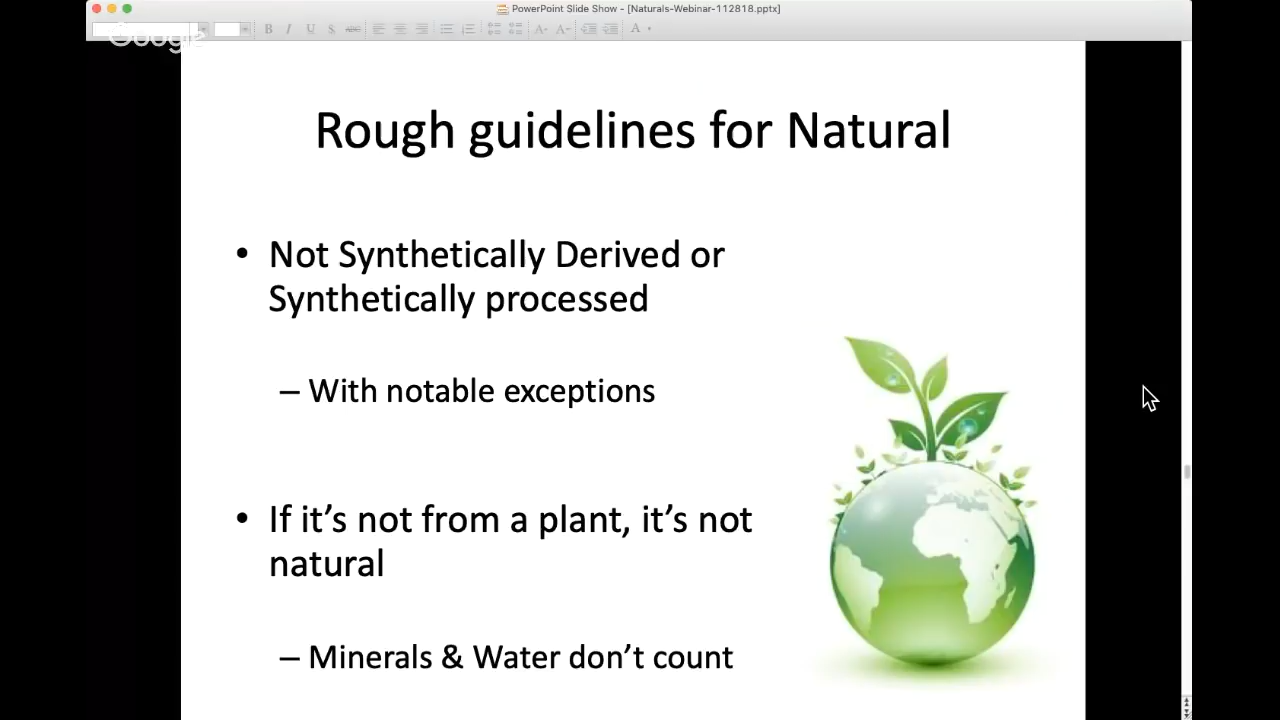 PowerPoint Slide Show - [Naturals-Webinar-112818.pptx]
Google
Rough guidelines for Natural
• Not Synthetically Derived or
Synthetically processed
– With notable exceptions
• If it’s not from a plant, it’s not
natural
– Minerals & Water don’t count